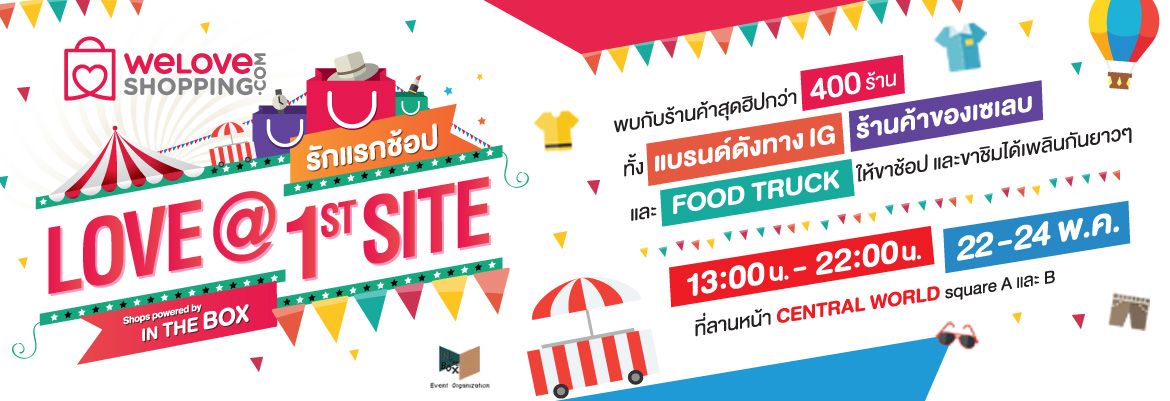 WELOVE
SHOPPING.COM
รักแรกช้อป
LOVE @ 1ST SITE
Shops powered by
IN THE BOX
Event Organization
พบกับร้านค้าสุดฮิปกว่า 400 ร้าน
ทั้ง แบรนด์ดังทาง IG ร้านค้าของเซเลบ
และ FOOD TRUCK ให้ขาช้อป และขาชิมได้เพลินกันยาวๆ
13:00 น. - 22:00 น. 22 - 24 พ.ค.
ที่ลานหน้า CENTRAL WORLD square A และ B